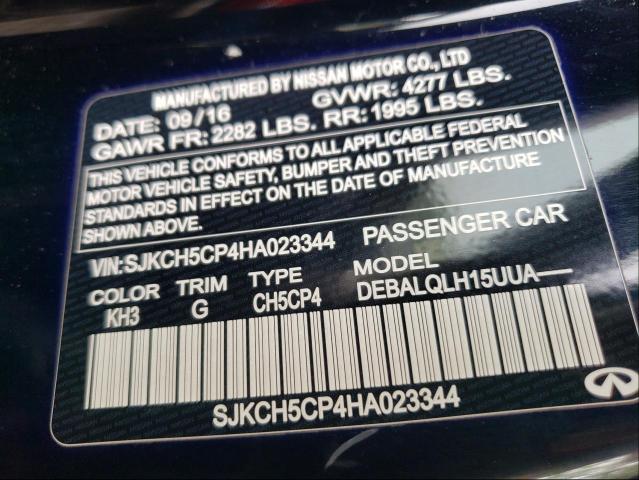 MANUFACTURED BY NISSAN MOTOR CO., LTD
DATE: 09/16 GVWR: 4277 LBS.
GAWR FR: 2282 LBS. RR: 1995 LBS.
THIS VEHICLE CONFORMS TO ALL APPLICABLE FEDERAL
MOTOR VEHICLE SAFETY, BUMPER AND THEFT PREVENTION
STANDARDS IN EFFECT ON THE DATE OF MANUFACTURE
SHOWN ABOVE.
VIN:SJKCH5CP4HA023344 PASSENGER CAR
COLOR TRIM TYPE MODEL
KH3 G CH5CP4 DEBALQLH15UUA—
SJKCH5CP4HA023344